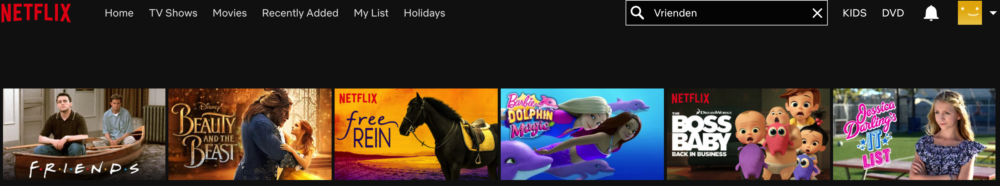 NETFLIX
Home
TV Shows
Movies
Recently Added
My List
Holidays
Vrienden
KIDS
DVD
F·R·I·E·N·D·S
Disney
BEAUTY
AND THE
BEAST
NETFLIX
free
REIN
Barbie
DOLPHIN
Magic
NETFLIX
DREAMWORKS
THE
BOSS
BABY
BACK IN BUSINESS
Jessica
Darling's
IT
LIST